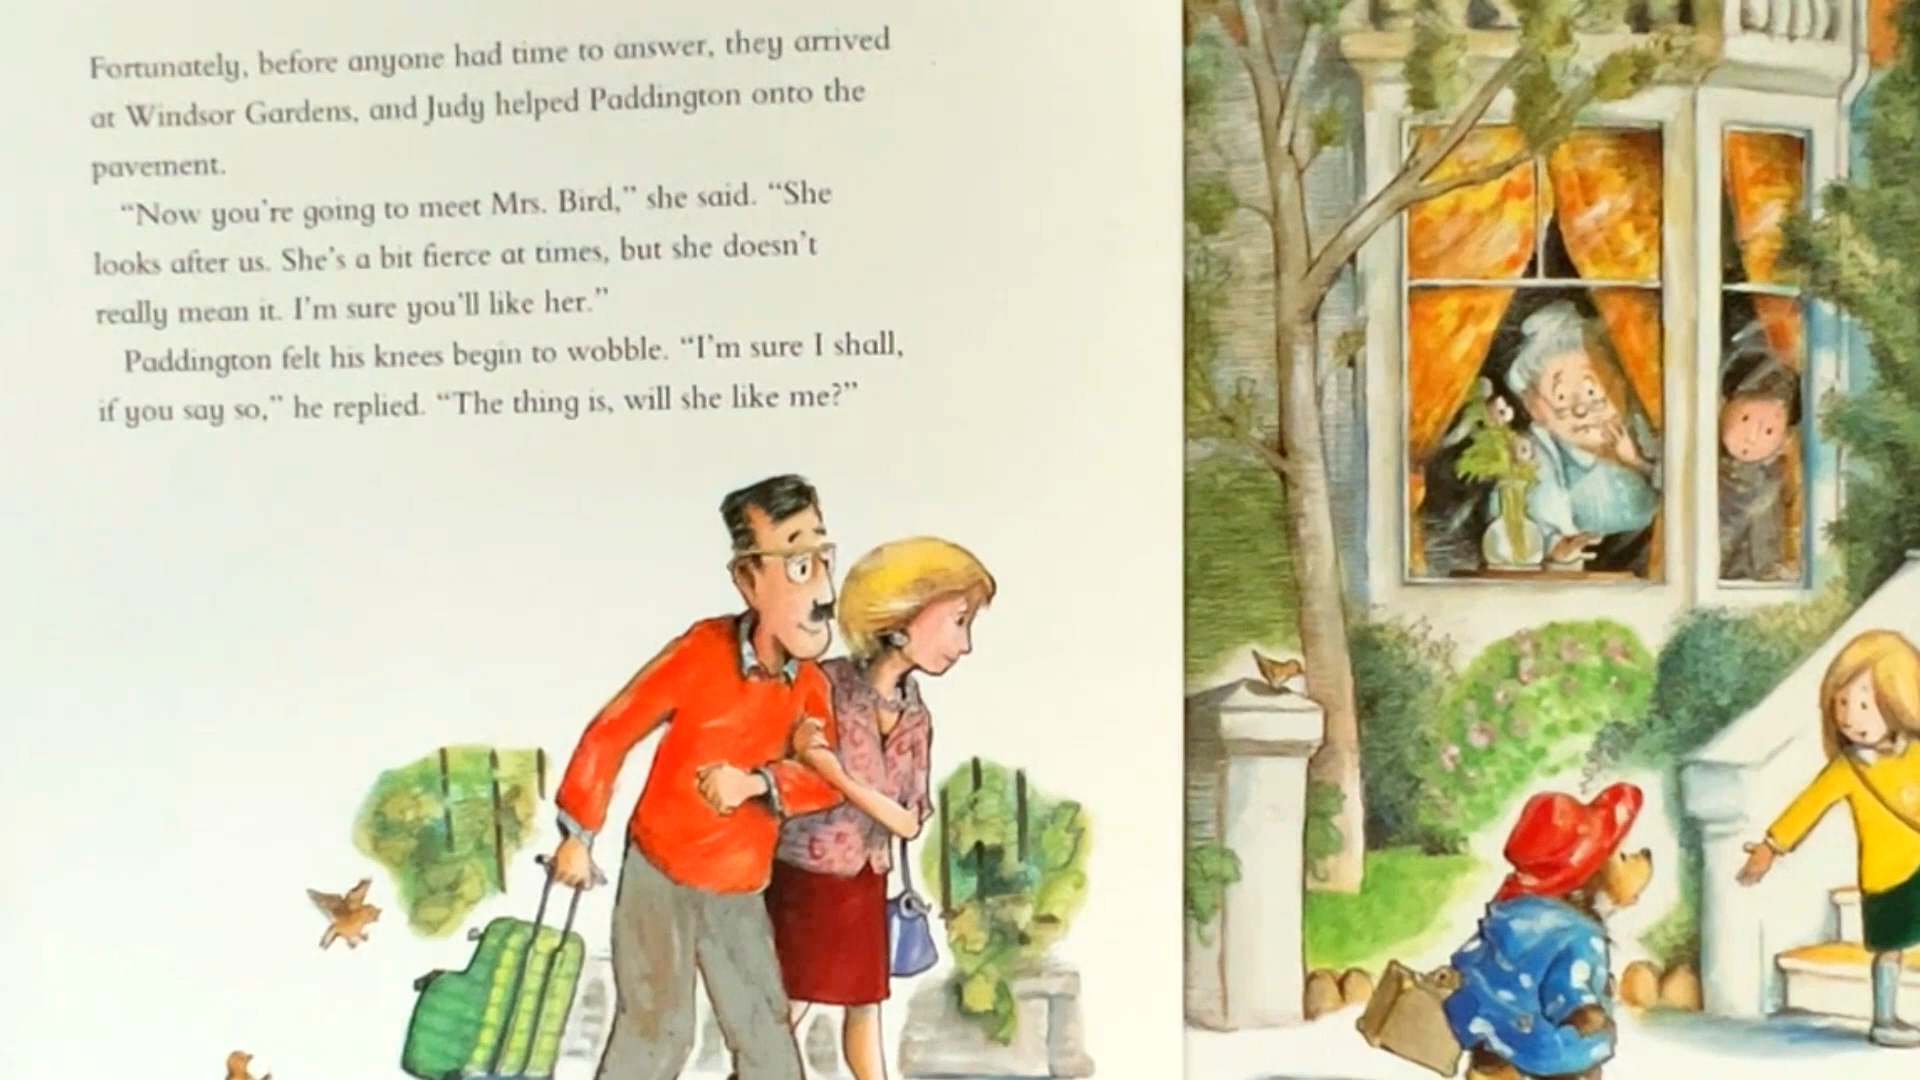 Fortunately, before anyone had time to answer, they arrived
at Windsor Gardens, and Judy helped Paddington onto the
pavement.
“Now you’re going to meet Mrs. Bird,” she said. “She
looks after us. She’s a bit fierce at times, but she doesn’t
really mean it. I’m sure you’ll like her.”
Paddington felt his knees begin to wobble. “I’m sure I shall,
if you say so,” he replied. “The thing is, will she like me?”